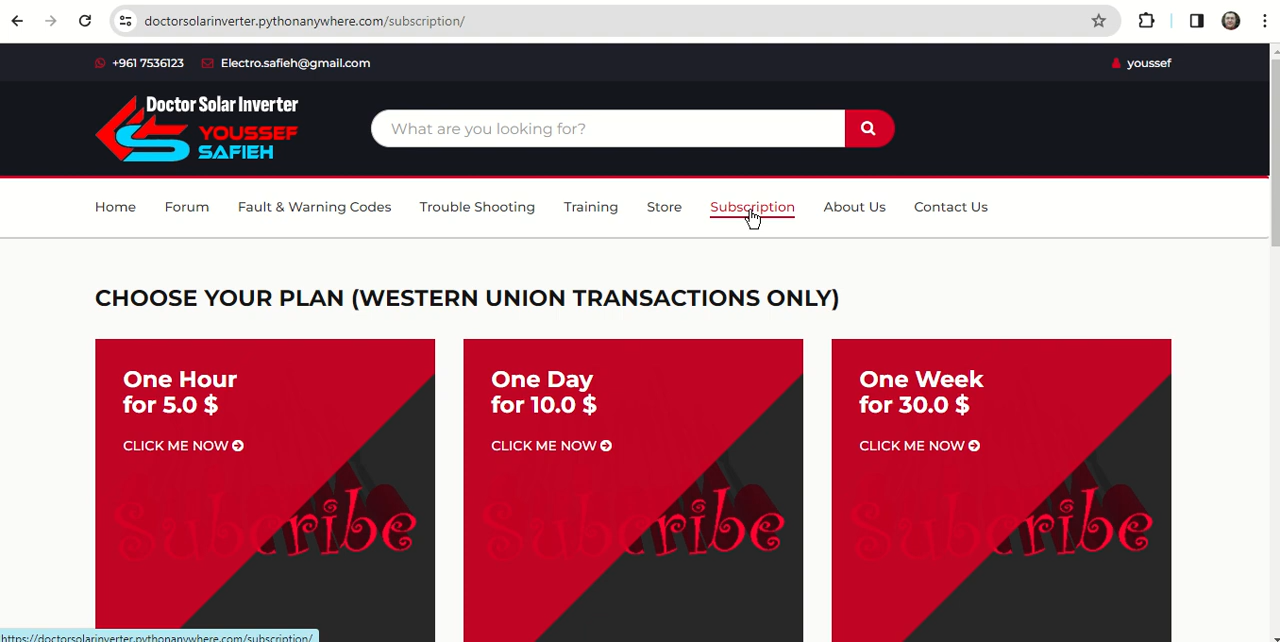 doctorsolarinverter.pythonanywhere.com/subscription/
+961 7536123 Electro.safieh@gmail.com youssef
Doctor Solar Inverter
YOUSSEF
SAFIEH
What are you looking for?
Home Forum Fault & Warning Codes Trouble Shooting Training Store Subscription About Us Contact Us
CHOOSE YOUR PLAN (WESTERN UNION TRANSACTIONS ONLY)
One Hour
for 5.0 $
CLICK ME NOW
Subcribe
One Day
for 10.0 $
CLICK ME NOW
Subcribe
One Week
for 30.0 $
CLICK ME NOW
Subcribe
https://doctorsolarinverter.pythonanywhere.com/subscription/